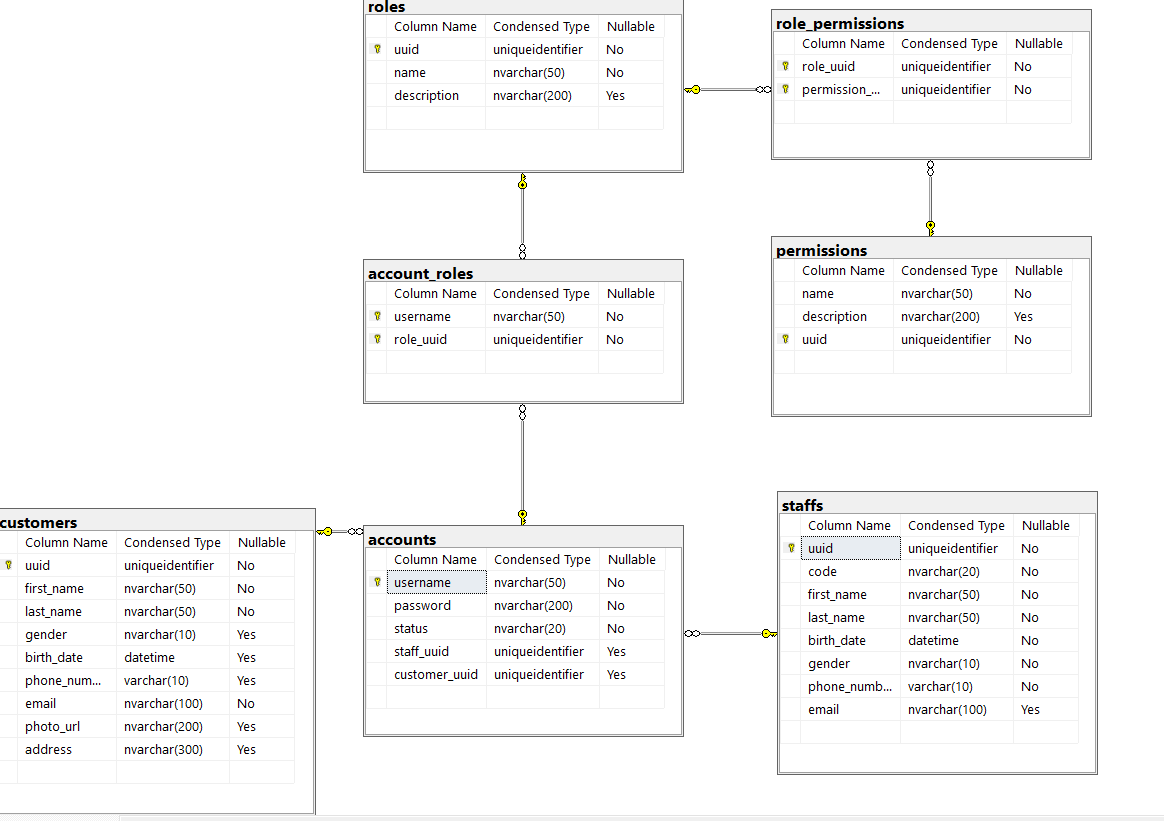 roles
Column Name Condensed Type Nullable
uuid uniqueidentifier No
name nvarchar(50) No
description nvarchar(200) Yes
role_permissions
Column Name Condensed Type Nullable
role_uuid uniqueidentifier No
permission_... uniqueidentifier No
account_roles
Column Name Condensed Type Nullable
username nvarchar(50) No
role_uuid uniqueidentifier No
permissions
Column Name Condensed Type Nullable
name nvarchar(50) No
description nvarchar(200) Yes
uuid uniqueidentifier No
customers
Column Name Condensed Type Nullable
uuid uniqueidentifier No
first_name nvarchar(50) No
last_name nvarchar(50) No
gender nvarchar(10) Yes
birth_date datetime Yes
phone_num... varchar(10) Yes
email nvarchar(100) No
photo_url nvarchar(200) Yes
address nvarchar(300) Yes
accounts
Column Name Condensed Type Nullable
username nvarchar(50) No
password nvarchar(200) No
status nvarchar(20) No
staff_uuid uniqueidentifier Yes
customer_uuid uniqueidentifier Yes
staffs
Column Name Condensed Type Nullable
uuid uniqueidentifier No
code nvarchar(20) No
first_name nvarchar(50) No
last_name nvarchar(50) No
birth_date datetime No
gender nvarchar(10) No
phone_numb... varchar(10) No
email nvarchar(100) Yes